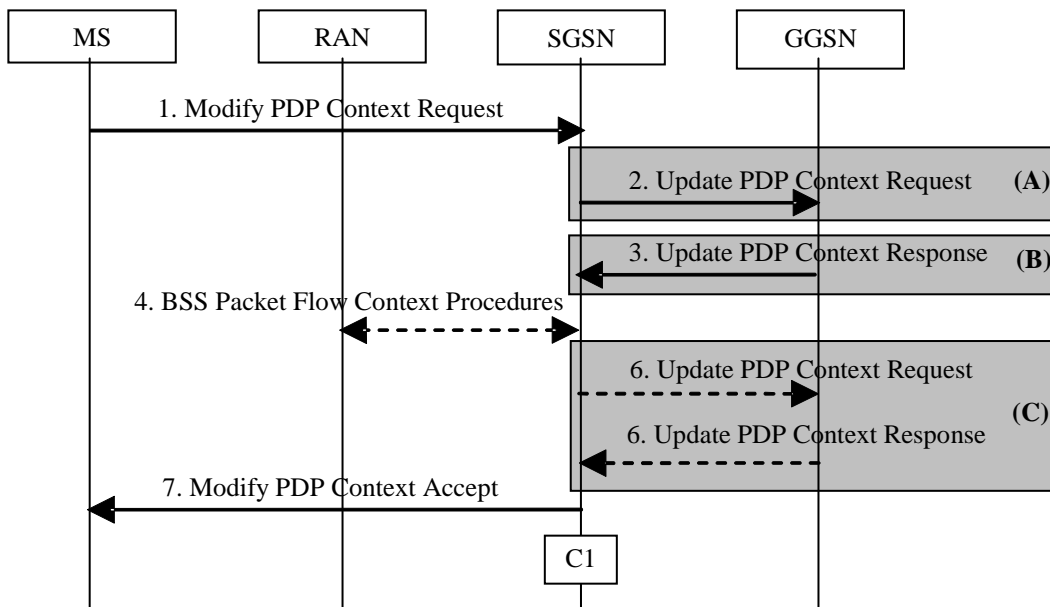 MS
RAN
SGSN
GGSN
1. Modify PDP Context Request
2. Update PDP Context Request
(A)
3. Update PDP Context Response
(B)
4. BSS Packet Flow Context Procedures
6. Update PDP Context Request
(C)
6. Update PDP Context Response
7. Modify PDP Context Accept
C1